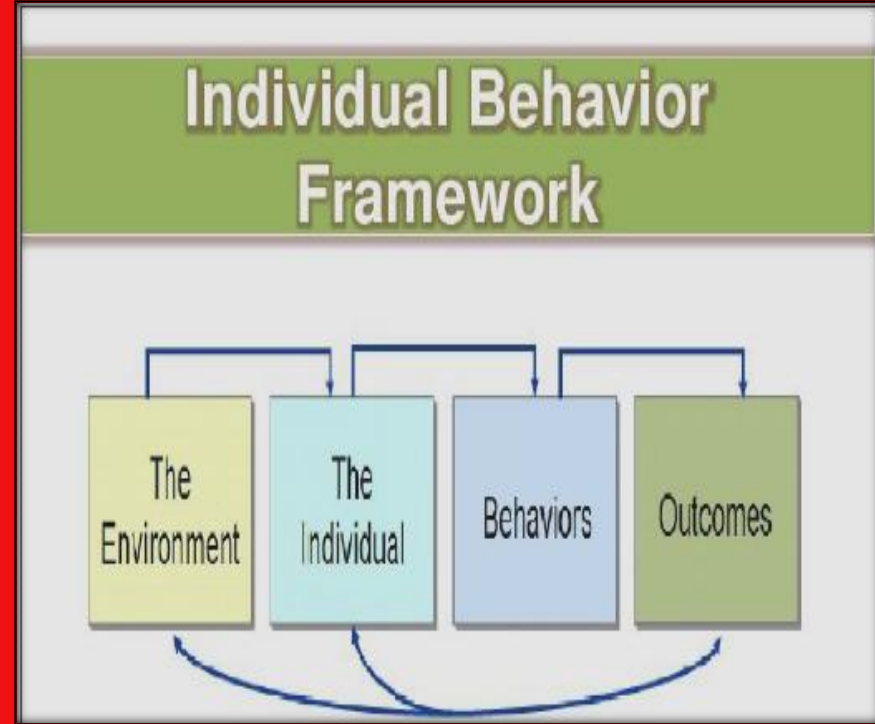 Individual Behavior
Framework
The
Environment
The
Individual
Behaviors
Outcomes